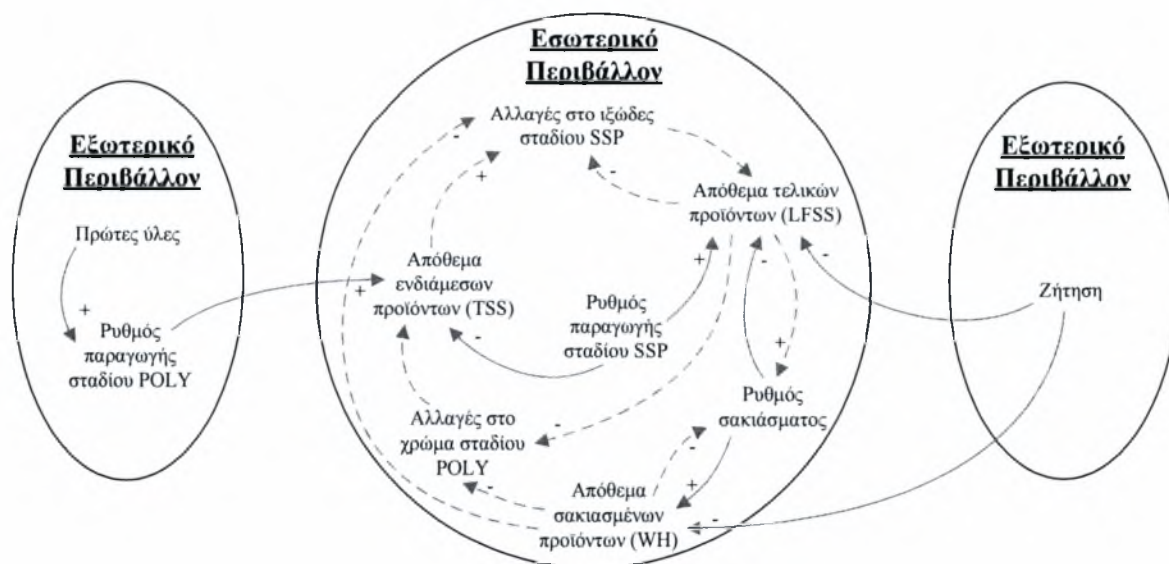 Εξωτερικό
Περιβάλλον
Πρώτες ύλες
+
Ρυθμός
παραγωγής
σταδίου POLY
Εσωτερικό
Περιβάλλον
Αλλαγές στο ιξώδες
σταδίου SSP
-
+
-
Απόθεμα τελικών
προϊόντων (LFSS)
Απόθεμα
ενδιάμεσων
προϊόντων (TSS)
+
+
-
-
Ρυθμός
παραγωγής
σταδίου SSP
-
+
Ρυθμός
σακιάσματος
Αλλαγές στο
χρώμα σταδίου
POLY
-
-
-
+
Απόθεμα
σακιασμένων
προϊόντων (WH)
-
Εξωτερικό
Περιβάλλον
Ζήτηση